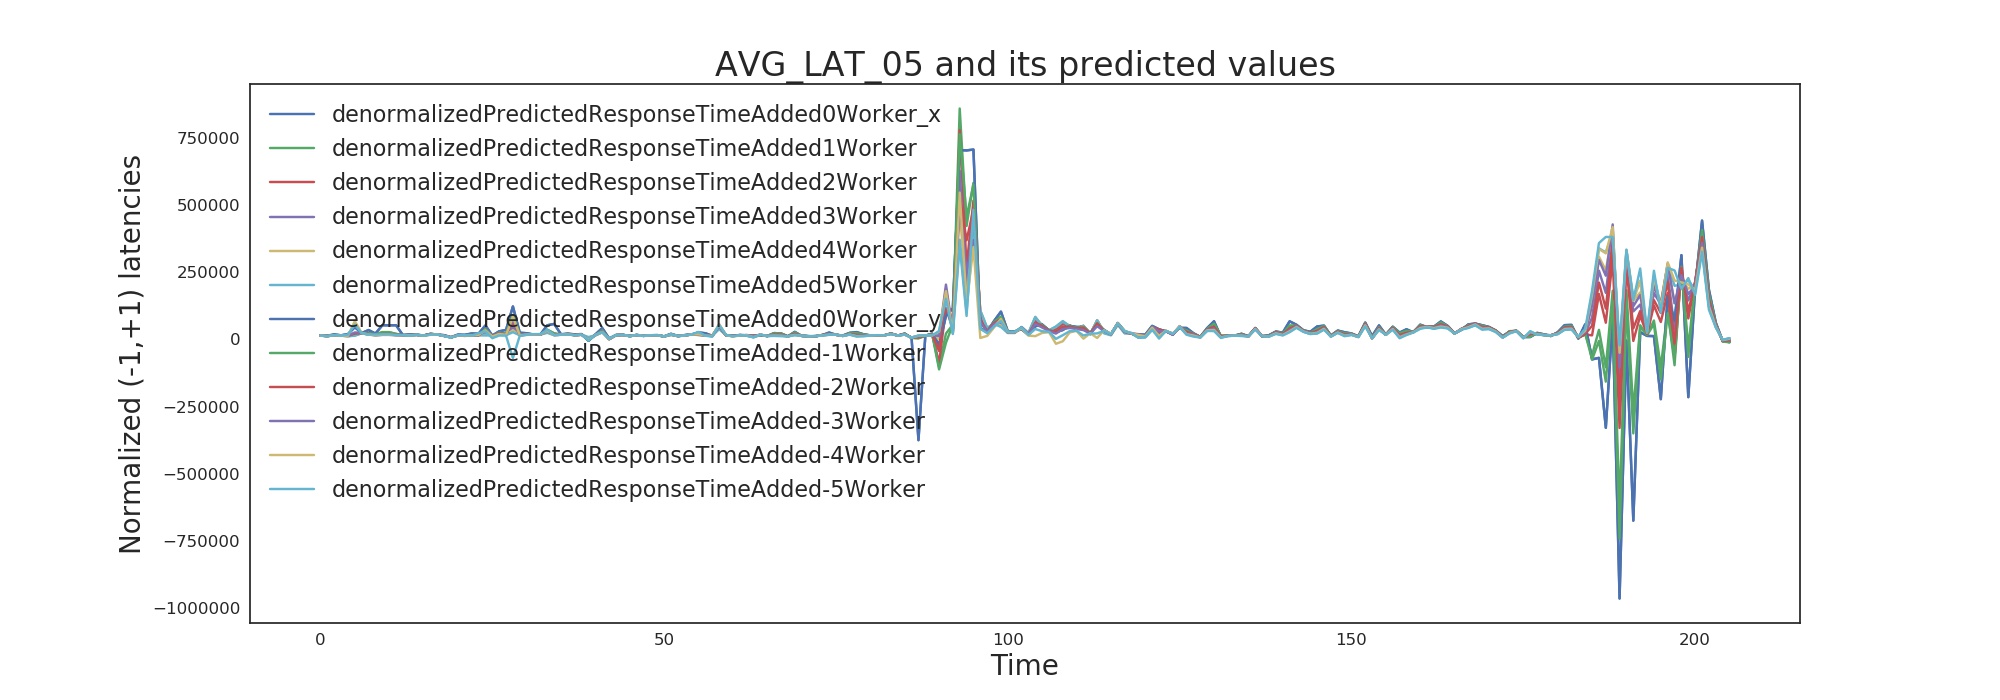 AVG_LAT_05 and its predicted values
Normalized (-1,+1) latencies
750000
500000
250000
0
−250000
−500000
−750000
−1000000
denormalizedPredictedResponseTimeAdded0Worker_x
denormalizedPredictedResponseTimeAdded1Worker
denormalizedPredictedResponseTimeAdded2Worker
denormalizedPredictedResponseTimeAdded3Worker
denormalizedPredictedResponseTimeAdded4Worker
denormalizedPredictedResponseTimeAdded5Worker
denormalizedPredictedResponseTimeAdded0Worker_y
denormalizedPredictedResponseTimeAdded-1Worker
denormalizedPredictedResponseTimeAdded-2Worker
denormalizedPredictedResponseTimeAdded-3Worker
denormalizedPredictedResponseTimeAdded-4Worker
denormalizedPredictedResponseTimeAdded-5Worker
0 50 100 150 200
Time